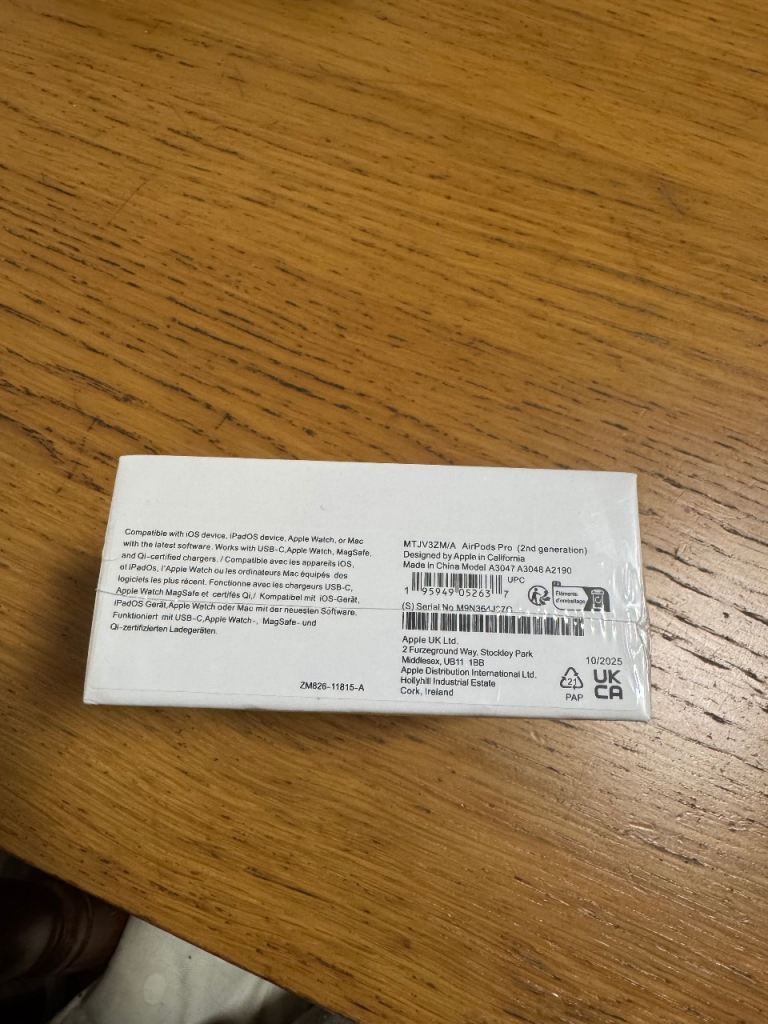 Compatible with iOS device, iPadOS device, Apple Watch, or Mac
with the latest software. Works with USB-C,Apple Watch, MagSafe,
and Qi-certified chargers. / Compatible avec les appareils iOS,
et iPadOs, l'Apple Watch ou les ordinateurs Mac équipés des
logiciels les plus récent. Fonctionne avec les chargeurs USB-C,
Apple Watch MagSafe et certifés Qi,/ Kompatibel mit iOS-Gerät,
iPadOS Gerät,Apple Watch oder Mac mit der neuesten Software.
Funktioniert mit USB-C,Apple Watch-, MagSafe- und
Qi-zertifizierten Ladegeräten.
ZM826-11815-A
MTJV3ZM/A AirPods Pro (2nd generation)
Designed by Apple in California
Made in China Model A3047 A3048 A2190
UPC
1 95949 05263 7
Éléments
d'emballage
(S) Serial No.
Apple UK Ltd.
2 Furzeground Way, Stockley Park
Middlesex, UB11 1BB
Apple Distribution International Ltd.
Hollyhill Industrial Estate
Cork, Ireland
21
PAP
10/2025
UK
CA